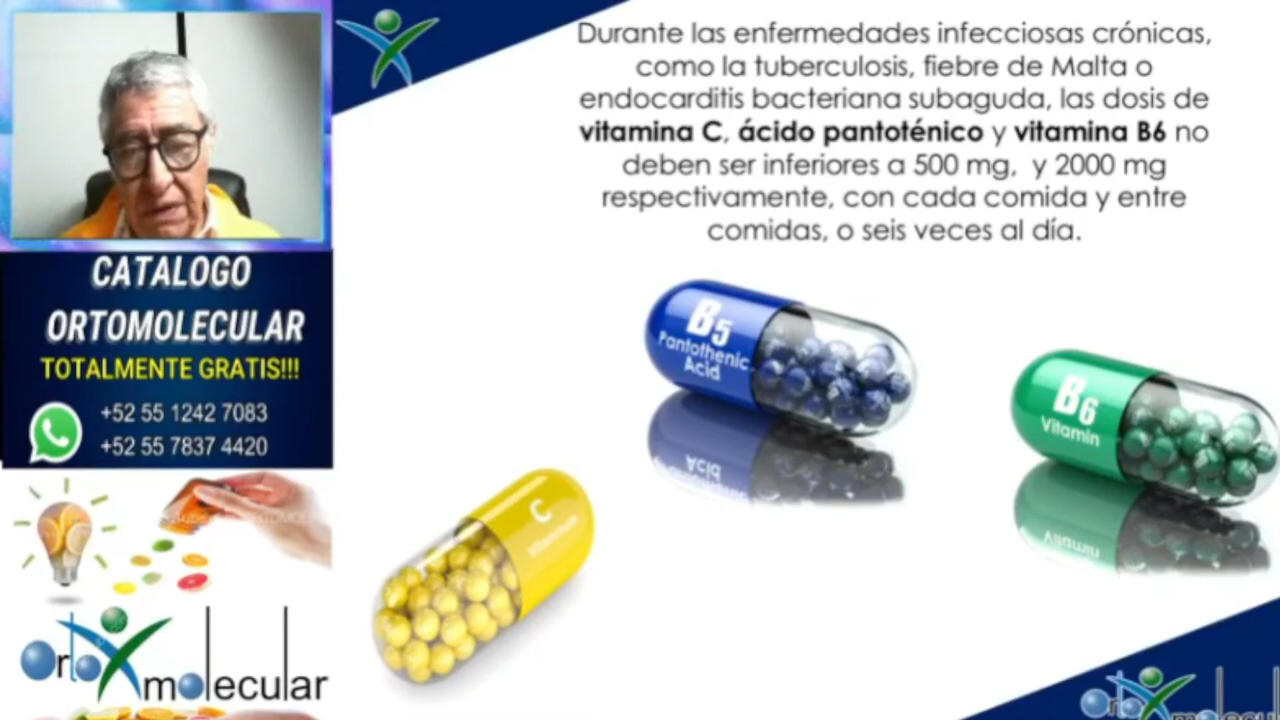 Durante las enfermedades infecciosas crónicas,
como la tuberculosis, fiebre de Malta o
endocarditis bacteriana subaguda, las dosis de
vitamina C, ácido pantoténico y vitamina B6 no
deben ser inferiores a 500 mg, y 2000 mg
respectivamente, con cada comida y entre
comidas, o seis veces al día.
CATALOGO
ORTOMOLECULAR
TOTALMENTE GRATIS!!!
+52 55 1242 7083
+52 55 7837 4420
B5
Pantothenic
Acid
B6
Vitamin
C
Orto
molecular